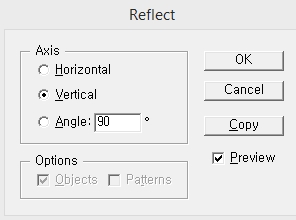 Reflect
Axis
Horizontal
Vertical
Angle: 90 °
Options
Objects Patterns
OK
Cancel
Copy
Preview